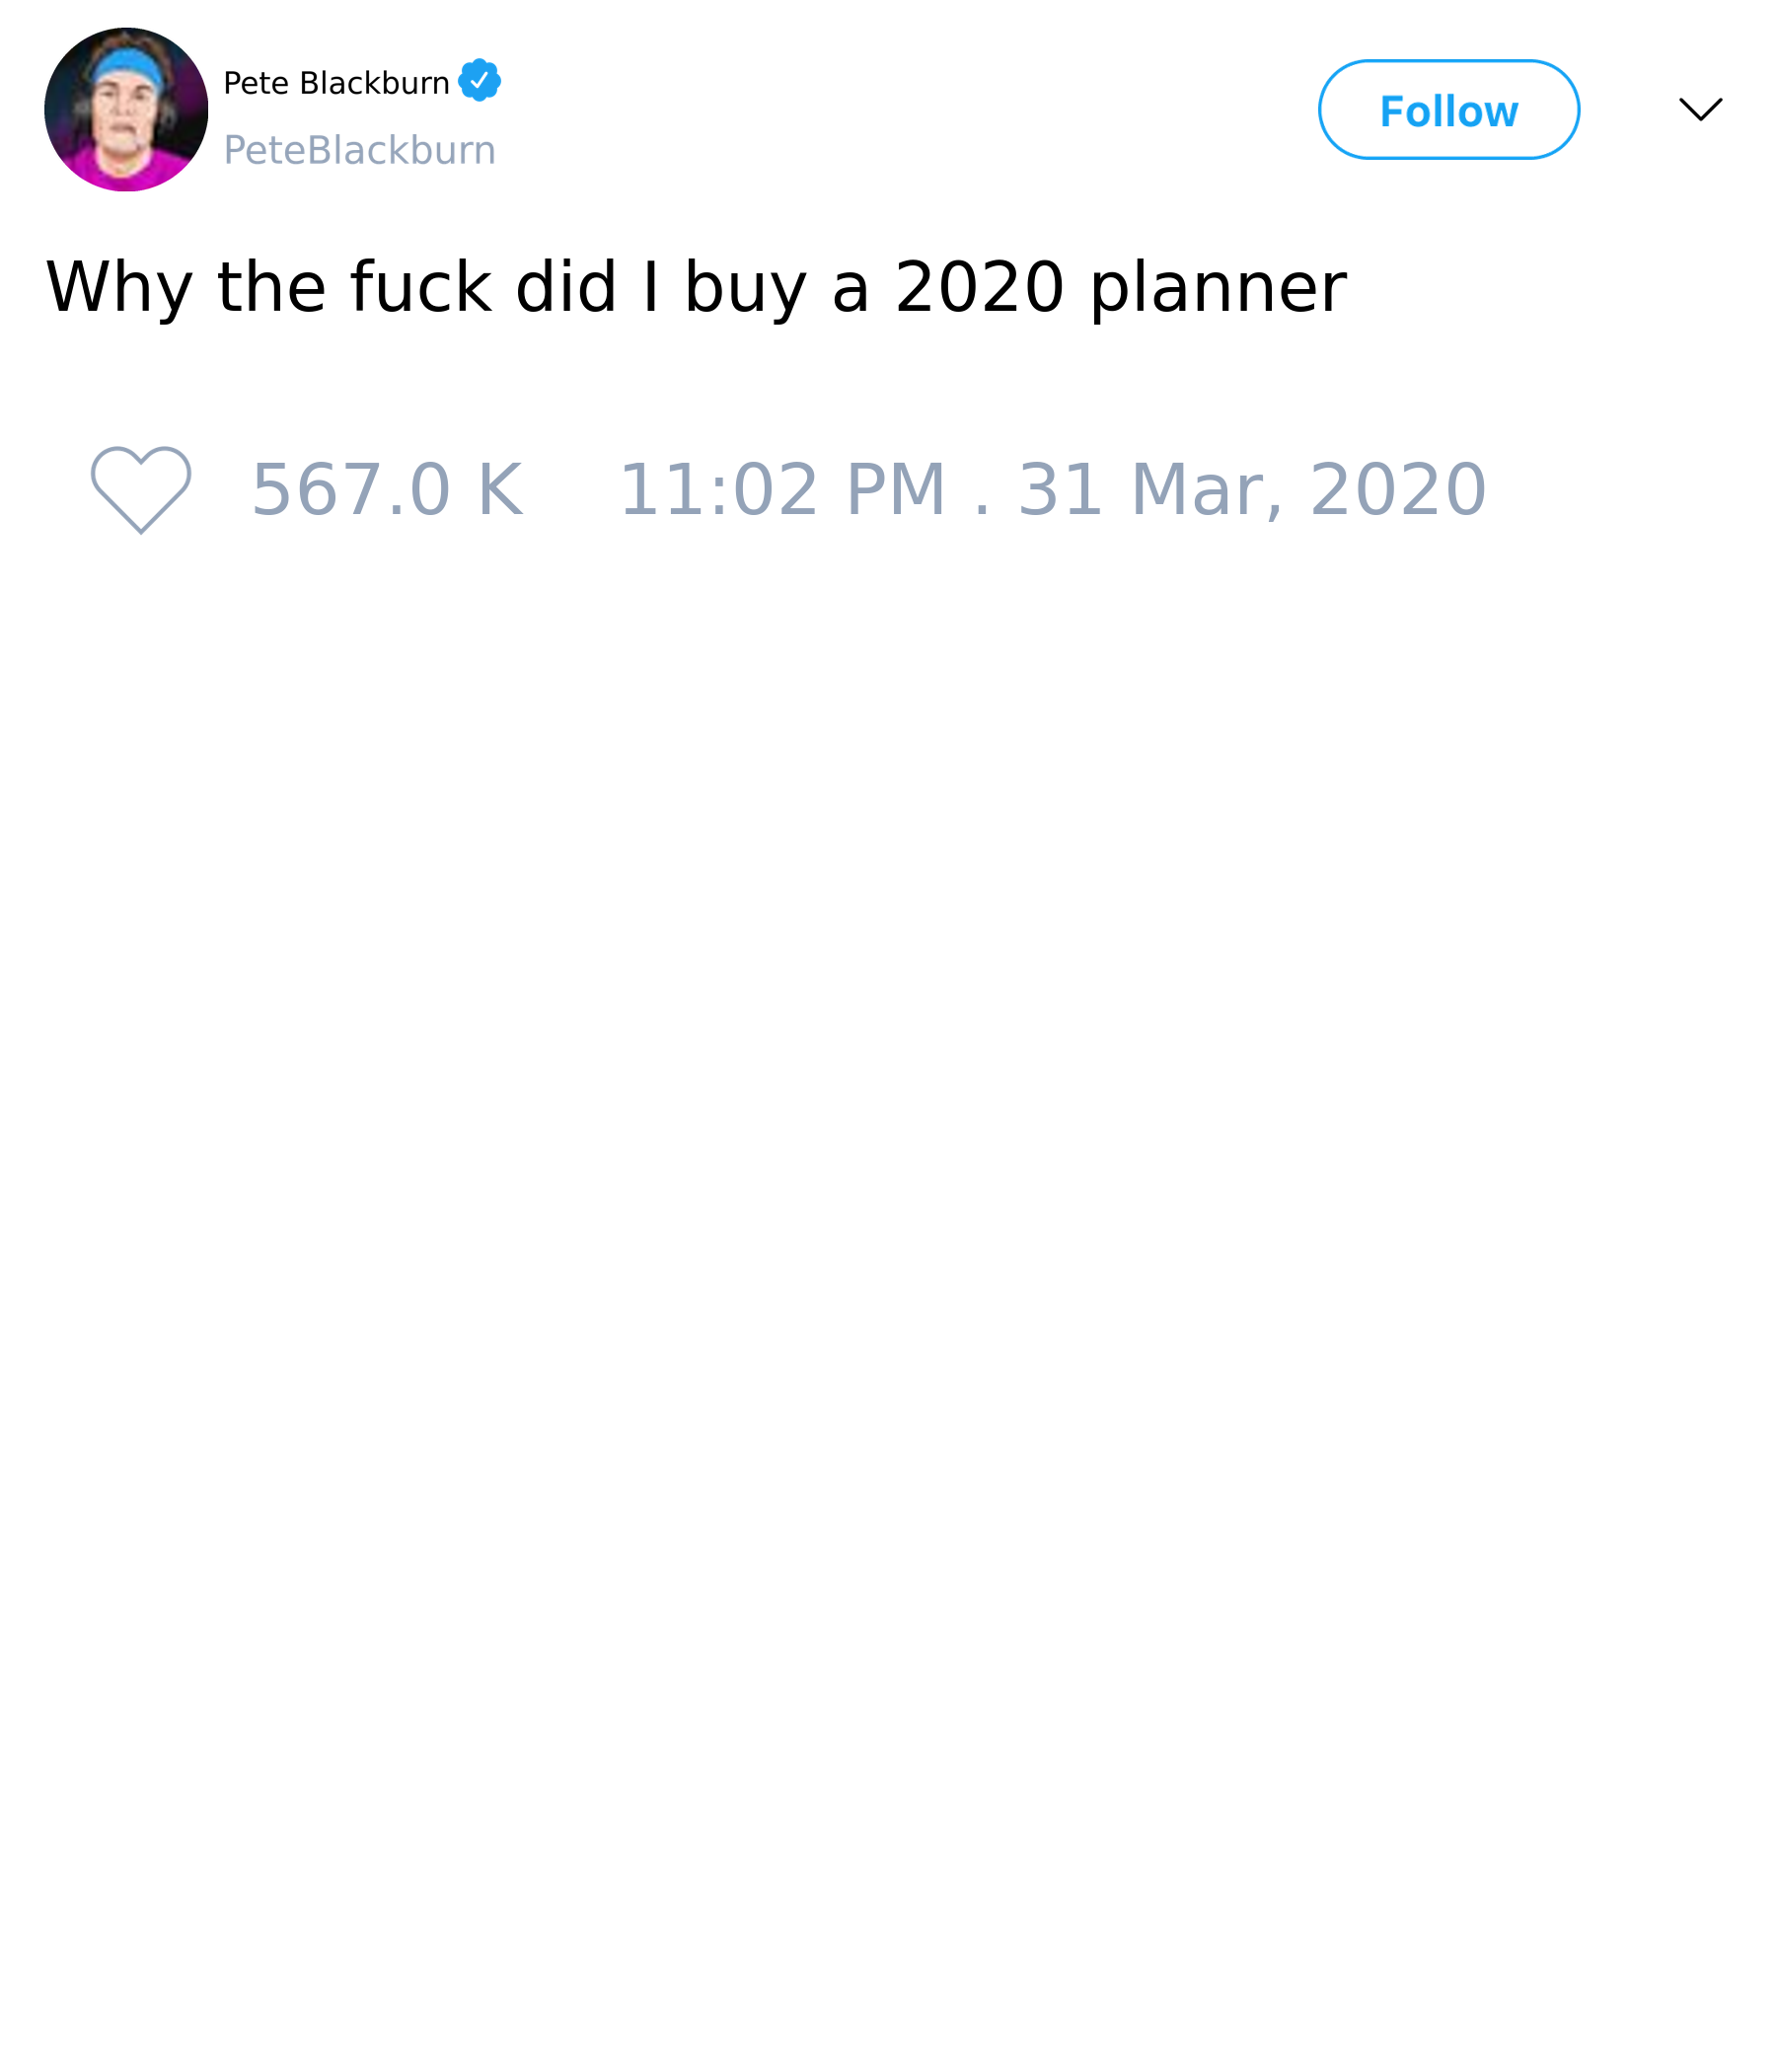 Pete Blackburn
PeteBlackburn
Follow
Why the fuck did I buy a 2020 planner
567.0 K 11:02 PM . 31 Mar, 2020